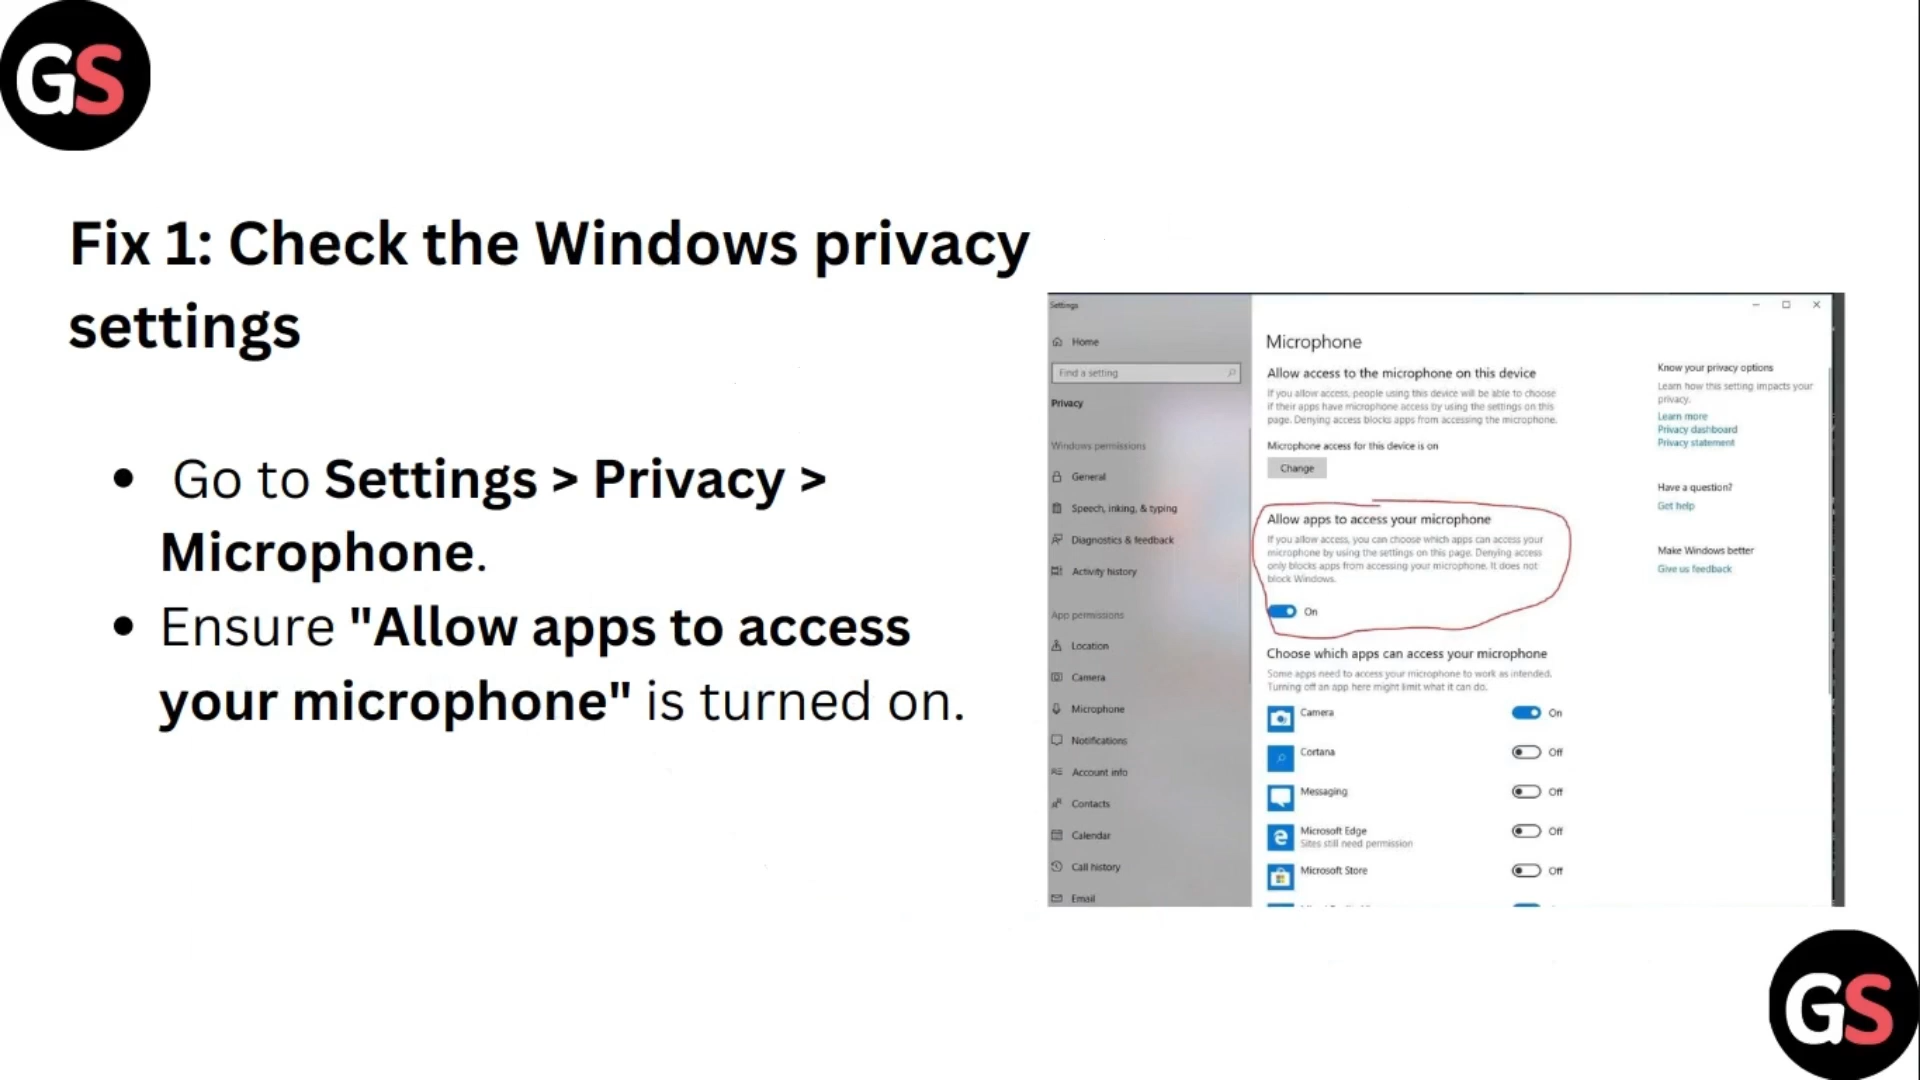 GS
Fix 1: Check the Windows privacy
settings
Go to Settings > Privacy >
Microphone.
Ensure "Allow apps to access
your microphone" is turned on.
Settings
Home
Find a setting
Privacy
Windows permissions
General
Speech, inking, & typing
Diagnostics & feedback
Activity history
App permissions
Location
Camera
Microphone
Notifications
Account info
Contacts
Calendar
Call history
Email
Microphone
Allow access to the microphone on this device
If you allow access, people using this device will be able to choose
if their apps have microphone access by using the settings on this
page. Denying access blocks apps from accessing the microphone.
Microphone access for this device is on
Change
Allow apps to access your microphone
If you allow access, you can choose which apps can access your
microphone by using the settings on this page. Denying access
only blocks apps from accessing your microphone. It does not
block Windows.
On
Choose which apps can access your microphone
Some apps need to access your microphone to work as intended.
Turning off an app here might limit what it can do.
Camera On
Cortana Off
Messaging Off
Microsoft Edge Off
Sites still need permission
Microsoft Store Off
Know your privacy options
Learn how this setting impacts your
privacy.
Learn more
Privacy dashboard
Privacy statement
Have a question?
Get help
Make Windows better
Give us feedback
GS